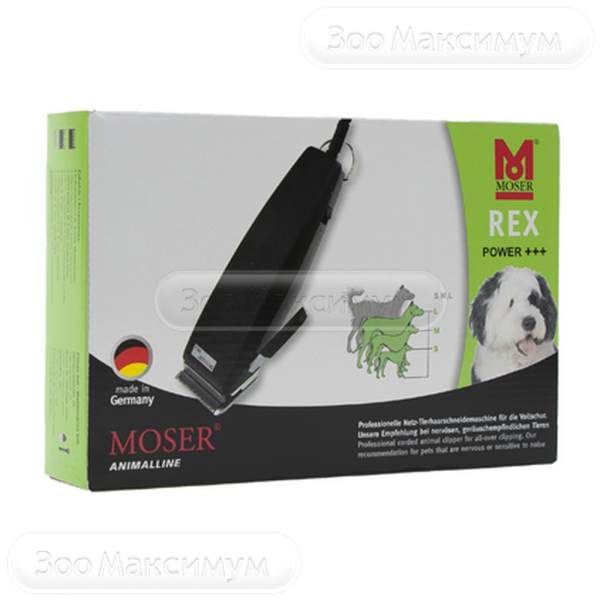 Зоо Максимум
MOSER®
REX
POWER +++
Зоо Максимум
S M L
L
M
S
made in
Germany
MOSER®
ANIMALLINE
Professionelle Netz-Tierhaarschneidemaschine für die Vollschur.
Unsere Empfehlung bei nervösen, geräuschempfindlichen Tieren
Professional corded animal clipper for all-over clipping. Our
recommendation for pets that are nervous or sensitive to noise
Зоо Максимум